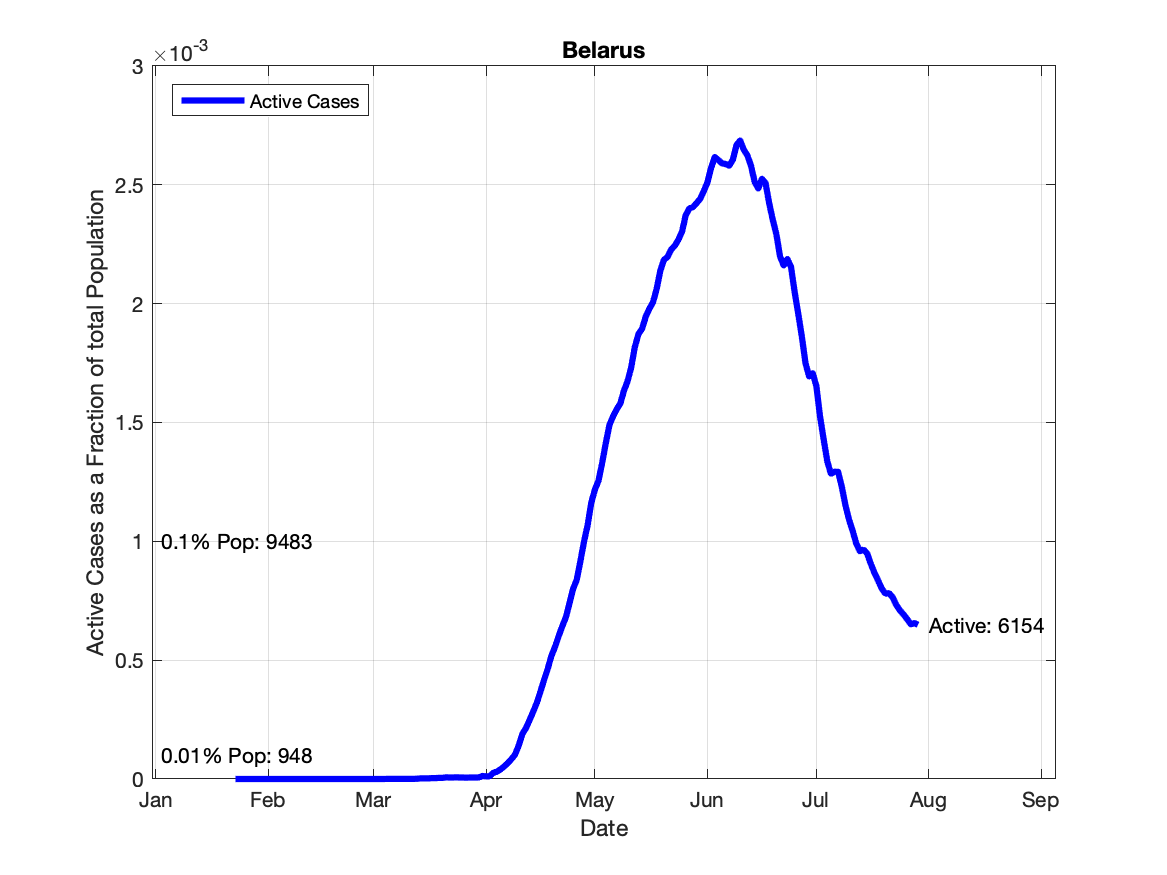 Belarus
×10-3
Active Cases
3
2.5
2
1.5
1
0.5
0
Active Cases as a Fraction of total Population
0.1% Pop: 9483
0.01% Pop: 948
Active: 6154
Jan Feb Mar Apr May Jun Jul Aug Sep
Date